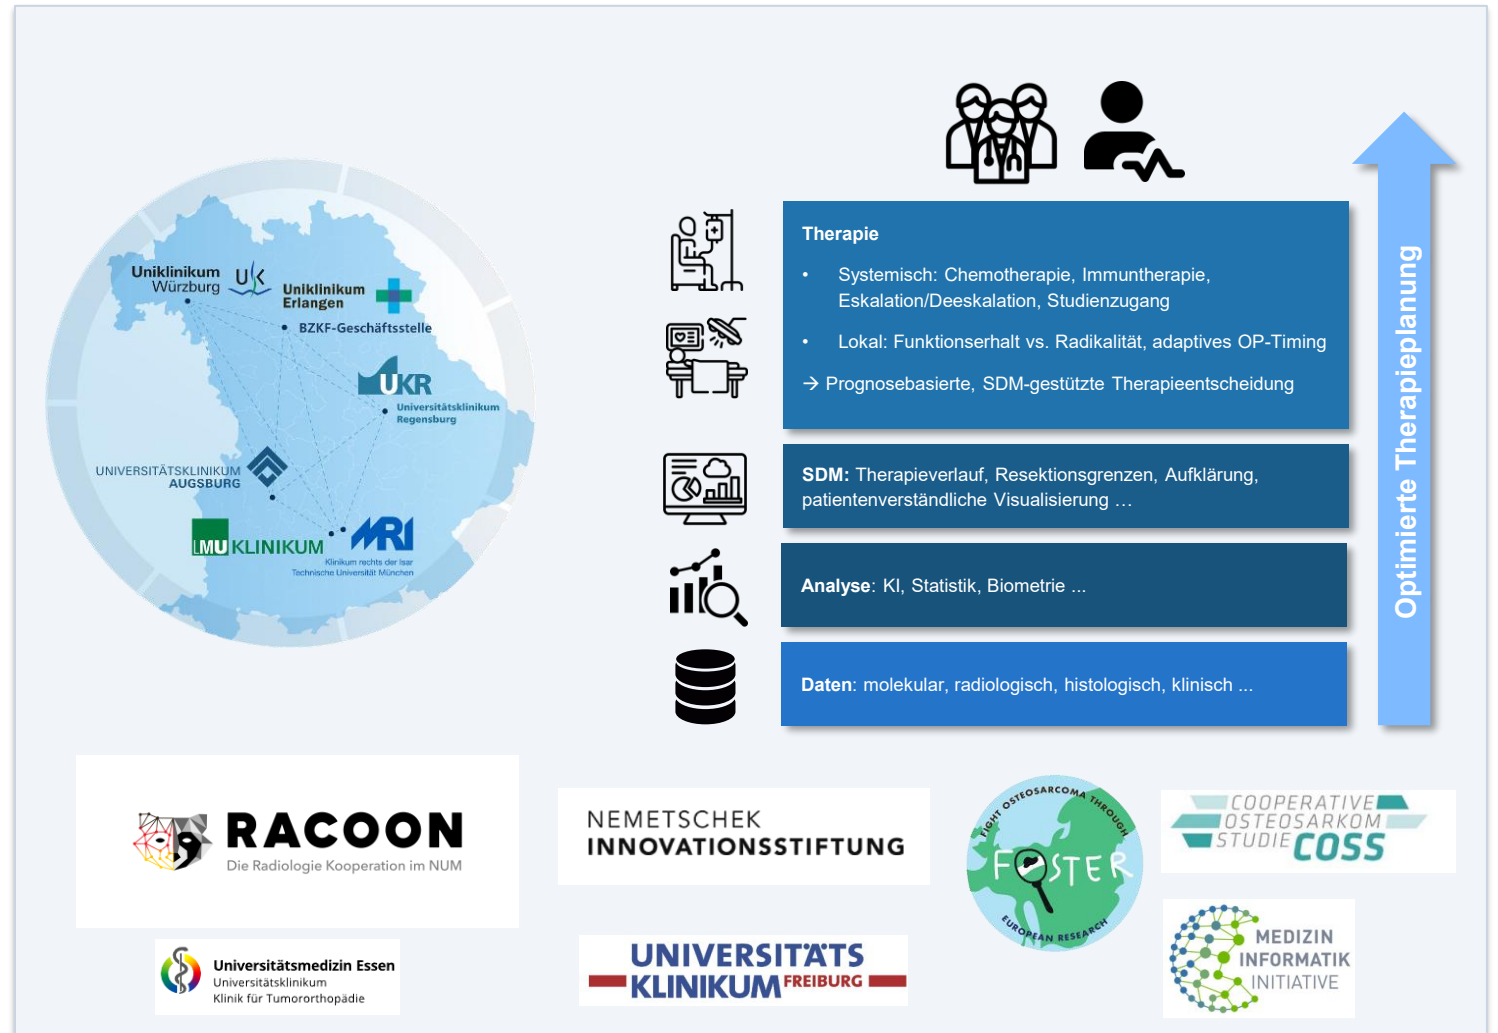 Uniklinikum
Würzburg
UK
Uniklinikum
Erlangen
BZKF-Geschäftsstelle
UKR
Universitätsklinikum
Regensburg
UNIVERSITÄTSKLINIKUM
AUGSBURG
LMU KLINIKUM
MRI
Klinikum rechts der Isar
Technische Universität München
Therapie
• Systemisch: Chemotherapie, Immuntherapie,
Eskalation/Deeskalation, Studienzugang
• Lokal: Funktionserhalt vs. Radikalität, adaptives OP-Timing
→ Prognosebasierte, SDM-gestützte Therapieentscheidung
SDM: Therapieverlauf, Resektionsgrenzen, Aufklärung,
patientenverständliche Visualisierung …
Analyse: KI, Statistik, Biometrie ...
Daten: molekular, radiologisch, histologisch, klinisch ...
Optimierte Therapieplanung
RACOON
Die Radiologie Kooperation im NUM
NEMETSCHEK
INNOVATIONSSTIFTUNG
FIGHT OSTEOSARCOMA THROUGH
FOSTER
EUROPEAN RESEARCH
COOPERATIVE
OSTEOSARKOM
STUDIE COSS
Universitätsmedizin Essen
Universitätsklinikum
Klinik für Tumororthopädie
UNIVERSITÄTS
KLINIKUM FREIBURG
MEDIZIN
INFORMATIK
INITIATIVE